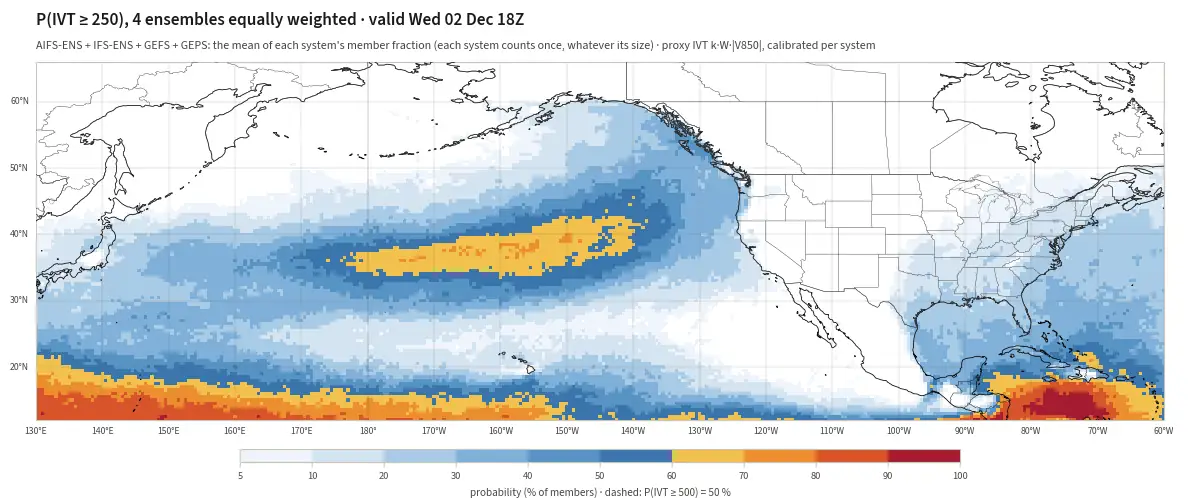 P(IVT ≥ 250), 4 ensembles equally weighted · valid Wed 02 Dec 18Z
AIFS-ENS + IFS-ENS + GEFS + GEPS: the mean of each system's member fraction (each system counts once, whatever its size) · proxy IVT k·W·|V850|, calibrated per system
60°N
50°N
40°N
30°N
20°N
130°E 140°E 150°E 160°E 170°E 180° 170°W 160°W 150°W 140°W 130°W 120°W 110°W 100°W 90°W 80°W 70°W 60°W
5 10 20 30 40 50 60 70 80 90 100
probability (% of members) · dashed: P(IVT ≥ 500) = 50 %